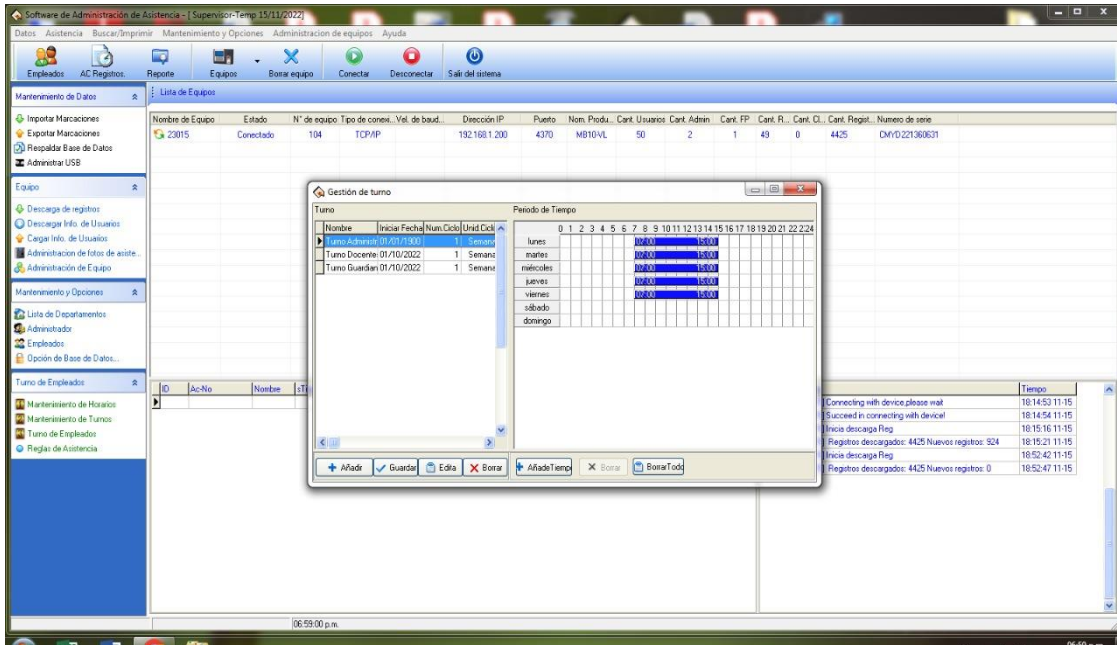 Software de Administración de Asistencia - [ Supervisor-Temp 15/11/2022]
Datos Asistencia Buscar/Imprimir Mantenimiento y Opciones Administracion de equipos Ayuda
Empleados AC Registros. Reporte Equipos Borrar equipo Conectar Desconectar Salir del sistema
Mantenimiento de Datos
Importar Marcaciones
Exportar Marcaciones
Respaldar Base de Datos
Administrar USB
Equipo
Descarga de registros
Descargar Info. de Usuarios
Cargar Info. de Usuarios
Administracion de fotos de asiste...
Administración de Equipo
Mantenimiento y Opciones
Lista de Departamentos
Administrador
Empleados
Opción de Base de Datos...
Turno de Empleados
Mantenimiento de Horarios
Mantenimiento de Turnos
Turno de Empleados
Reglas de Asistencia
Lista de Equipos
Nombre de Equipo Estado N° de equipo Tipo de conexi... Vel. de baud... Dirección IP Puerto Nom. Produ... Cant. Usuarios Cant. Admin Cant. FP Cant. R... Cant. Cl... Cant. Regist... Numero de serie
23015 Conectado 104 TCP/IP 192.168.1.200 4370 MB10-VL 50 2 1 49 0 4425 CMYD221360631
Gestión de turno
Turno
Nombre Iniciar Fecha Num.Ciclo Unid.Cicl
Turno Administr 01/01/1900 1 Semana
Turno Docente 01/10/2022 1 Semana
Turno Guardian 01/10/2022 1 Semana
Añadir Guardar Edita Borrar
Periodo de Tiempo
0 1 2 3 4 5 6 7 8 9 10 11 12 13 14 15 16 17 18 19 20 21 22 2:24
lunes 07:00 15:00
martes 07:00 15:00
miércoles 07:00 15:00
jueves 07:00 15:00
viernes 07:00 15:00
sábado
domingo
AñadeTiempo Borrar BorrarTodo
ID Ac-No Nombre sTi
Tiempo
Connecting with device,please wait 18:14:53 11-15
Succeed in connecting with device! 18:14:54 11-15
Inicia descarga Reg 18:15:16 11-15
Registros descargados: 4425 Nuevos registros: 924 18:15:21 11-15
Inicia descarga Reg 18:52:42 11-15
Registros descargados: 4425 Nuevos registros: 0 18:52:47 11-15
06:59:00 p.m.